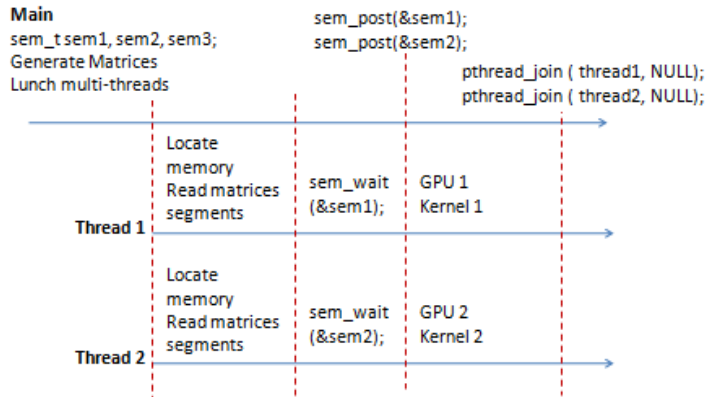 Main
sem_t sem1, sem2, sem3;
Generate Matrices
Lunch multi-threads
sem_post(&sem1);
sem_post(&sem2);
pthread_join ( thread1, NULL);
pthread_join ( thread2, NULL);
Locate
memory
Read matrices
segments
sem_wait
(&sem1);
GPU 1
Kernel 1
Thread 1
Locate
memory
Read matrices
segments
sem_wait
(&sem2);
GPU 2
Kernel 2
Thread 2